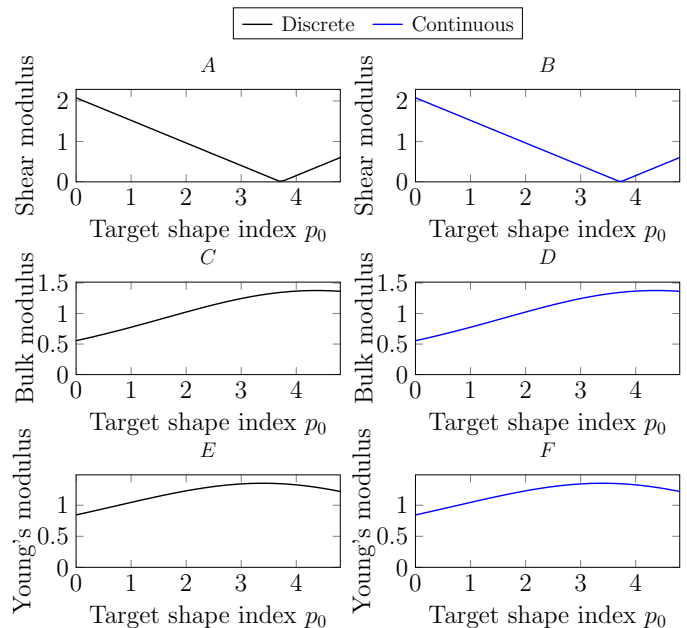 Discrete Continuous
A B
Shear modulus 2 1 0 Shear modulus 2 1 0
0 1 2 3 4 0 1 2 3 4
Target shape index p₀ Target shape index p₀
C D
Bulk modulus 1.5 1 0.5 0 Bulk modulus 1.5 1 0.5 0
0 1 2 3 4 0 1 2 3 4
Target shape index p₀ Target shape index p₀
E F
Young's modulus 1 0.5 0 Young's modulus 1 0.5 0
0 1 2 3 4 0 1 2 3 4
Target shape index p₀ Target shape index p₀